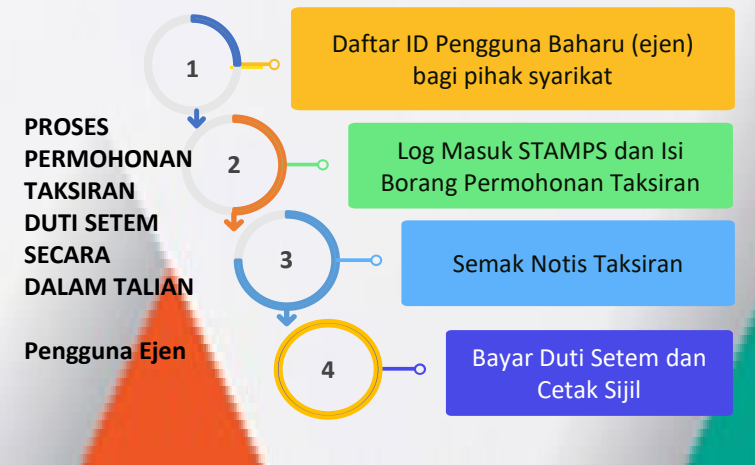 PROSES
PERMOHONAN
TAKSIRAN
DUTI SETEM
SECARA
DALAM TALIAN
Pengguna Ejen
1
Daftar ID Pengguna Baharu (ejen)
bagi pihak syarikat
2
Log Masuk STAMPS dan Isi
Borang Permohonan Taksiran
3
Semak Notis Taksiran
4
Bayar Duti Setem dan
Cetak Sijil